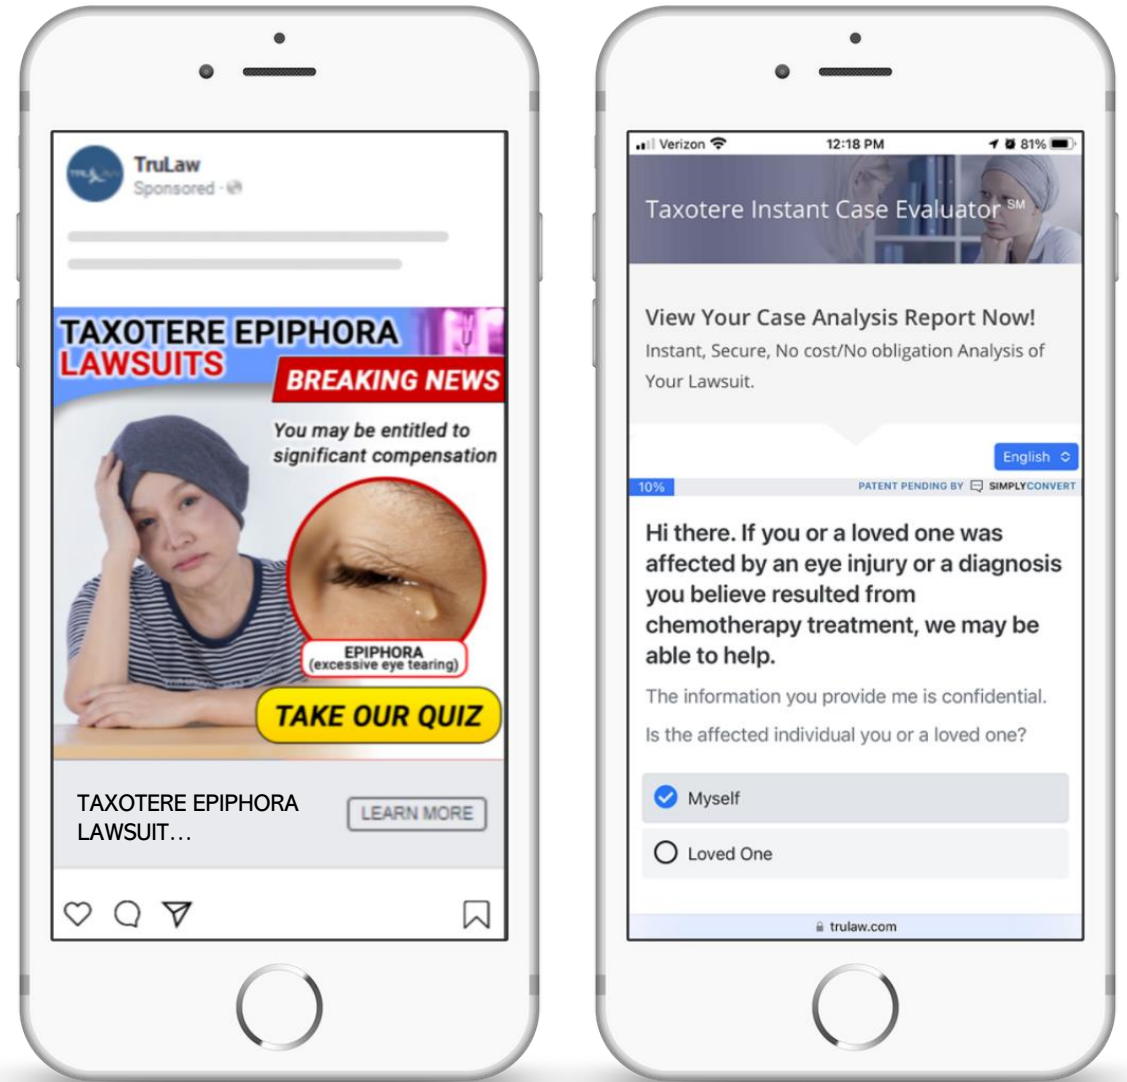 TruLaw
Sponsored ·
TAXOTERE EPIPHORA
LAWSUITS
BREAKING NEWS
You may be entitled to
significant compensation
EPIPHORA
(excessive eye tearing)
TAKE OUR QUIZ
TAXOTERE EPIPHORA
LAWSUIT...
LEARN MORE
Verizon 12:18 PM 81%
Taxotere Instant Case Evaluator SM
View Your Case Analysis Report Now!
Instant, Secure, No cost/No obligation Analysis of
Your Lawsuit.
English
10% PATENT PENDING BY SIMPLYCONVERT
Hi there. If you or a loved one was
affected by an eye injury or a diagnosis
you believe resulted from
chemotherapy treatment, we may be
able to help.
The information you provide me is confidential.
Is the affected individual you or a loved one?
Myself
Loved One
trulaw.com